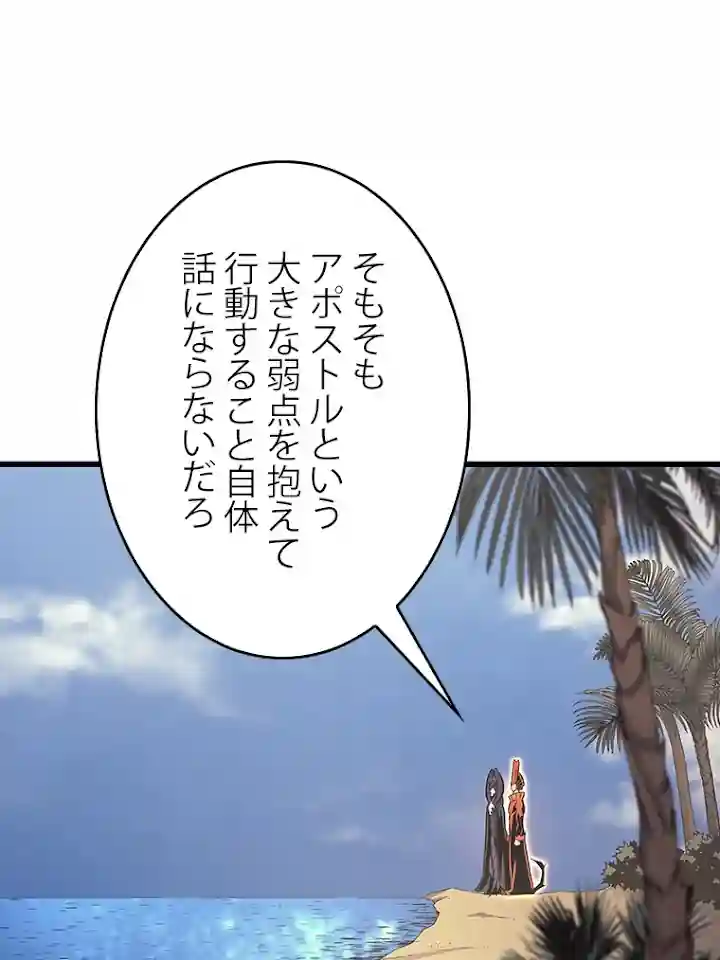 そもそも
アポストルという
大きな弱点を抱えて
行動すること自体
話にならないだろ